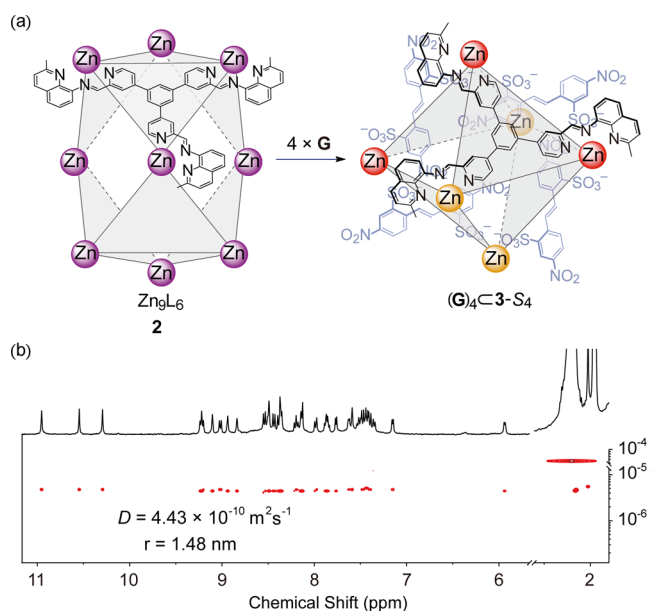 (a)
Zn Zn Zn
N N N N N N
Zn Zn Zn
Zn Zn Zn
Zn₉L₆
2
4 × G
NO₂ Zn SO₃⁻ NO₂
O₂N Zn SO₃⁻
⁻O₃S
Zn Zn
Zn NO₂ SO₃⁻
O₂N SO₃⁻ ⁻O₃S
Zn NO₂
(G)₄⊂3-S₄
(b)
10⁻⁴
10⁻⁵
10⁻⁶
D = 4.43 × 10⁻¹⁰ m²s⁻¹
r = 1.48 nm
11 10 9 8 7 6 2
Chemical Shift (ppm)